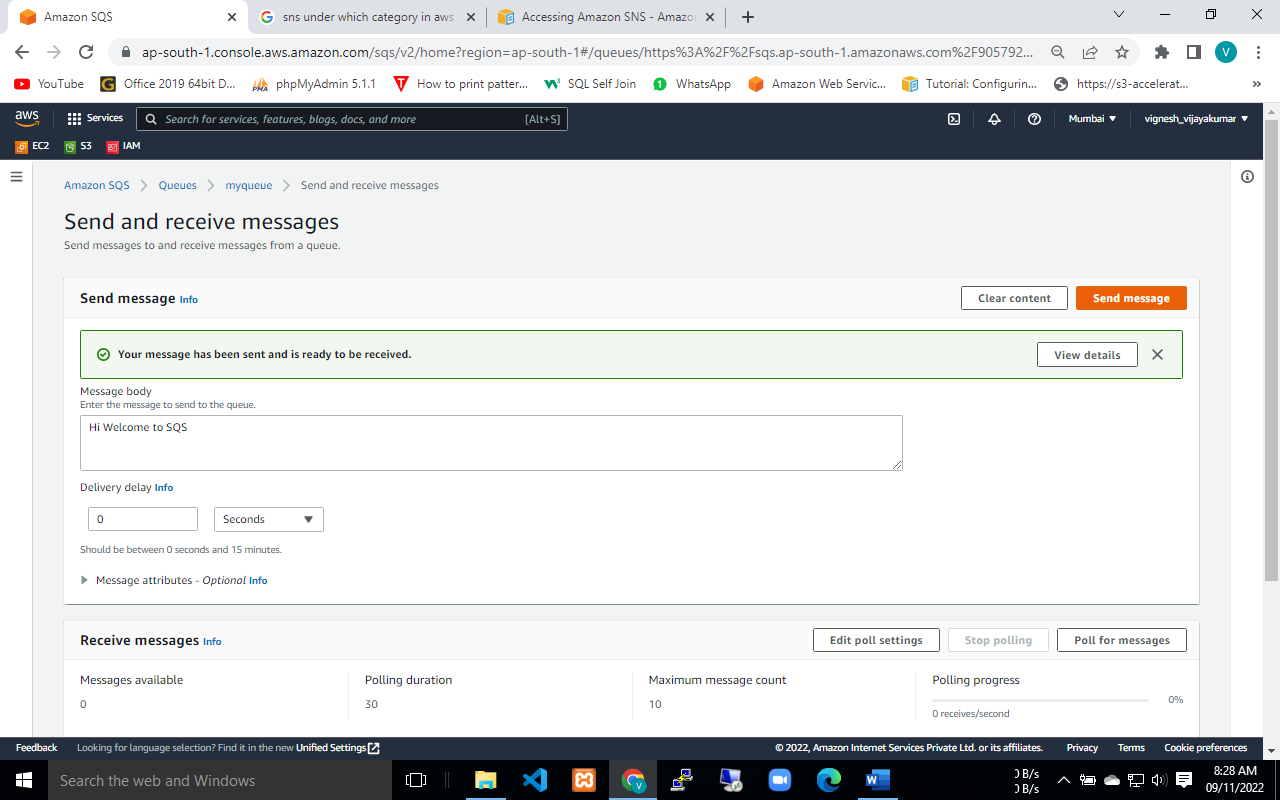 Amazon SQS
sns under which category in aws
Accessing Amazon SNS - Amazo
ap-south-1.console.aws.amazon.com/sqs/v2/home?region=ap-south-1#/queues/https%3A%2F%2Fsqs.ap-south-1.amazonaws.com%2F905792...
V
YouTube
Office 2019 64bit D...
phpMyAdmin 5.1.1
How to print patter...
SQL Self Join
WhatsApp
Amazon Web Servic...
Tutorial: Configurin...
https://s3-accelerat...
»
aws
Services
Search for services, features, blogs, docs, and more
[Alt+S]
Mumbai
vignesh_vijayakumar
EC2
S3
IAM
Amazon SQS
Queues
myqueue
Send and receive messages
Send and receive messages
Send messages to and receive messages from a queue.
Send message Info
Clear content
Send message
Your message has been sent and is ready to be received.
View details
Message body
Enter the message to send to the queue.
Hi Welcome to SQS
Delivery delay Info
0
Seconds
Should be between 0 seconds and 15 minutes.
Message attributes - Optional Info
Receive messages Info
Edit poll settings
Stop polling
Poll for messages
Messages available
0
Polling duration
30
Maximum message count
10
Polling progress
0%
0 receives/second
Feedback
Looking for language selection? Find it in the new Unified Settings
© 2022, Amazon Internet Services Private Ltd. or its affiliates.
Privacy
Terms
Cookie preferences
Search the web and Windows
0 B/s
0 B/s
8:28 AM
09/11/2022